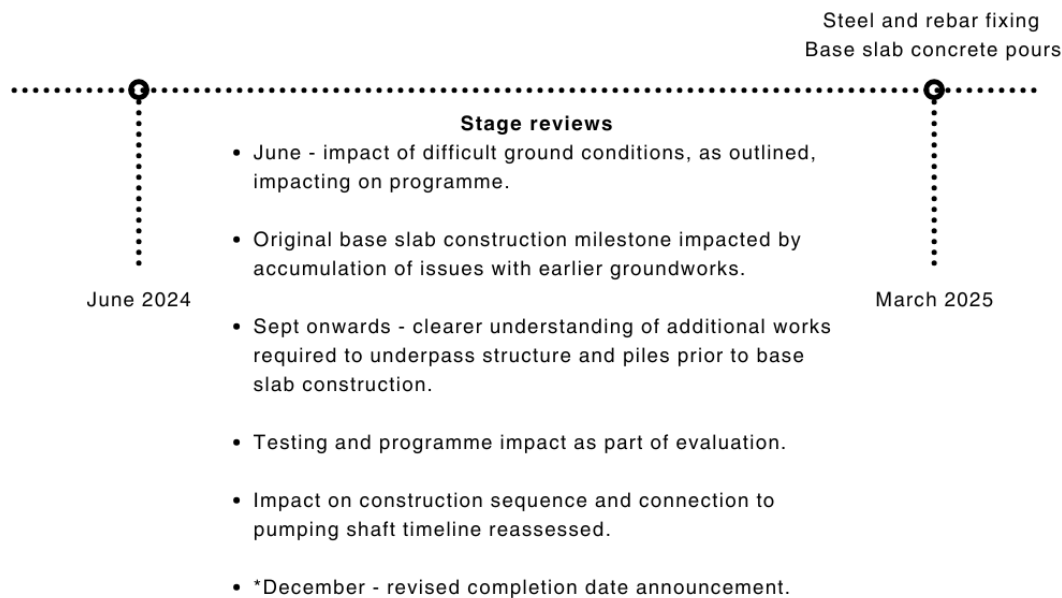 Steel and rebar fixing
Base slab concrete pours
Stage reviews
• June - impact of difficult ground conditions, as outlined,
impacting on programme.
• Original base slab construction milestone impacted by
accumulation of issues with earlier groundworks.
June 2024
March 2025
• Sept onwards - clearer understanding of additional works
required to underpass structure and piles prior to base
slab construction.
• Testing and programme impact as part of evaluation.
• Impact on construction sequence and connection to
pumping shaft timeline reassessed.
• *December - revised completion date announcement.